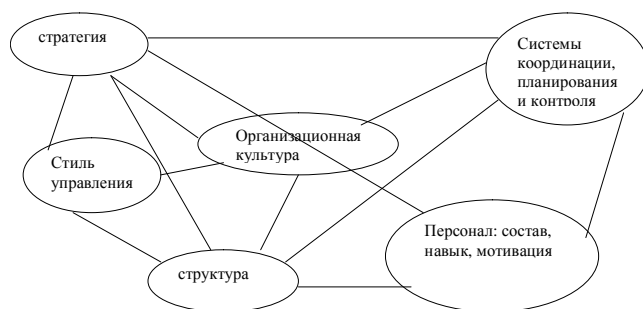 стратегия
Системы
координации,
планирования
и контроля
Организационная
культура
Стиль
управления
Персонал: состав,
навык, мотивация
структура